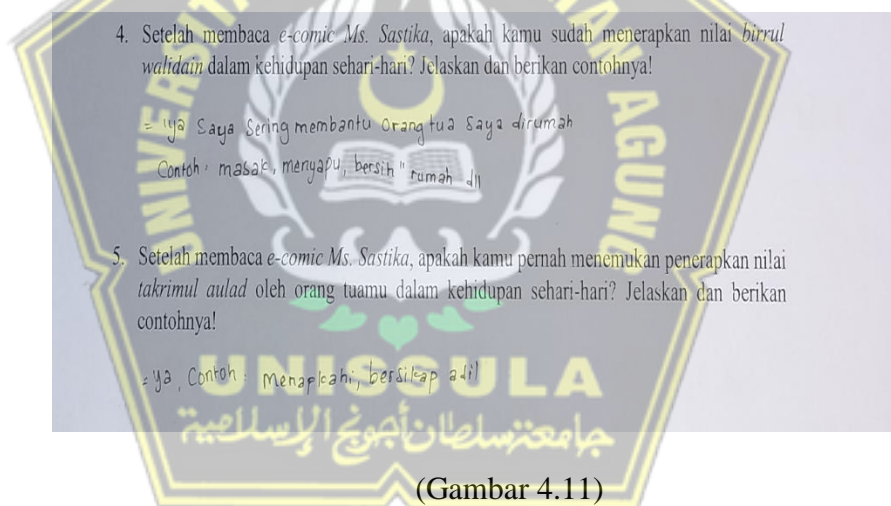 4. Setelah membaca e-comic Ms. Sastika, apakah kamu sudah menerapkan nilai birrul
walidain dalam kehidupan sehari-hari? Jelaskan dan berikan contohnya!
= iya Saya Sering membantu orang tua Saya dirumah
Contoh : masak, menyapu, bersih" rumah dll
5. Setelah membaca e-comic Ms. Sastika, apakah kamu pernah menemukan penerapkan nilai
takrimul aulad oleh orang tuamu dalam kehidupan sehari-hari? Jelaskan dan berikan
contohnya!
= ya, Contoh : Menapkahi, bersikap adil
UNISSULA
جامعتسلطان أجونج الإسلامية
(Gambar 4.11)